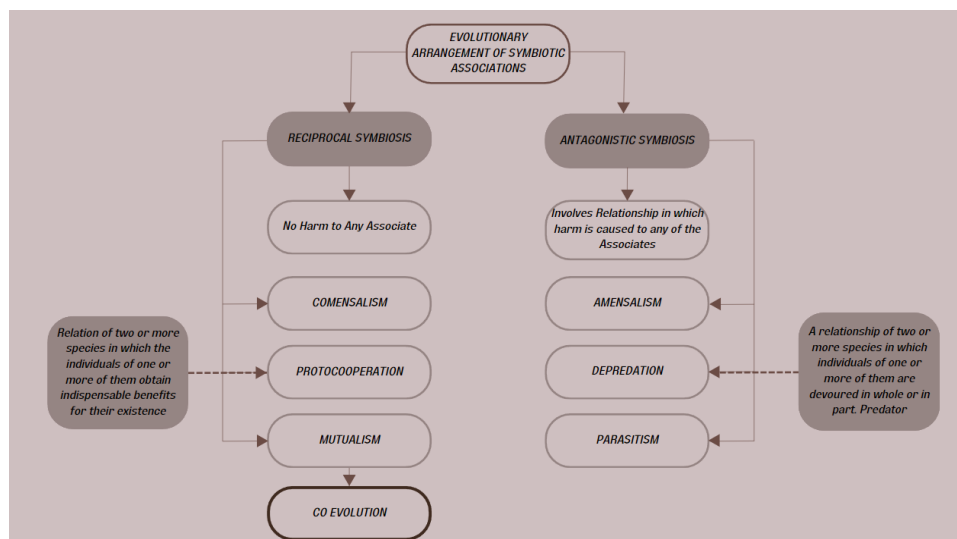 EVOLUTIONARY
ARRANGEMENT OF SYMBIOTIC
ASSOCIATIONS
RECIPROCAL SYMBIOSIS
ANTAGONISTIC SYMBIOSIS
No Harm to Any Associate
Involves Relationship in which
harm is caused to any of the
Associates
COMENSALISM
AMENSALISM
Relation of two or more
species in which the
individuals of one or
more of them obtain
indispensable benefits
for their existence
PROTOCOOPERATION
DEPREDATION
A relationship of two or
more species in which
individuals of one or
more of them are
devoured in whole or in
part. Predator
MUTUALISM
PARASITISM
CO EVOLUTION